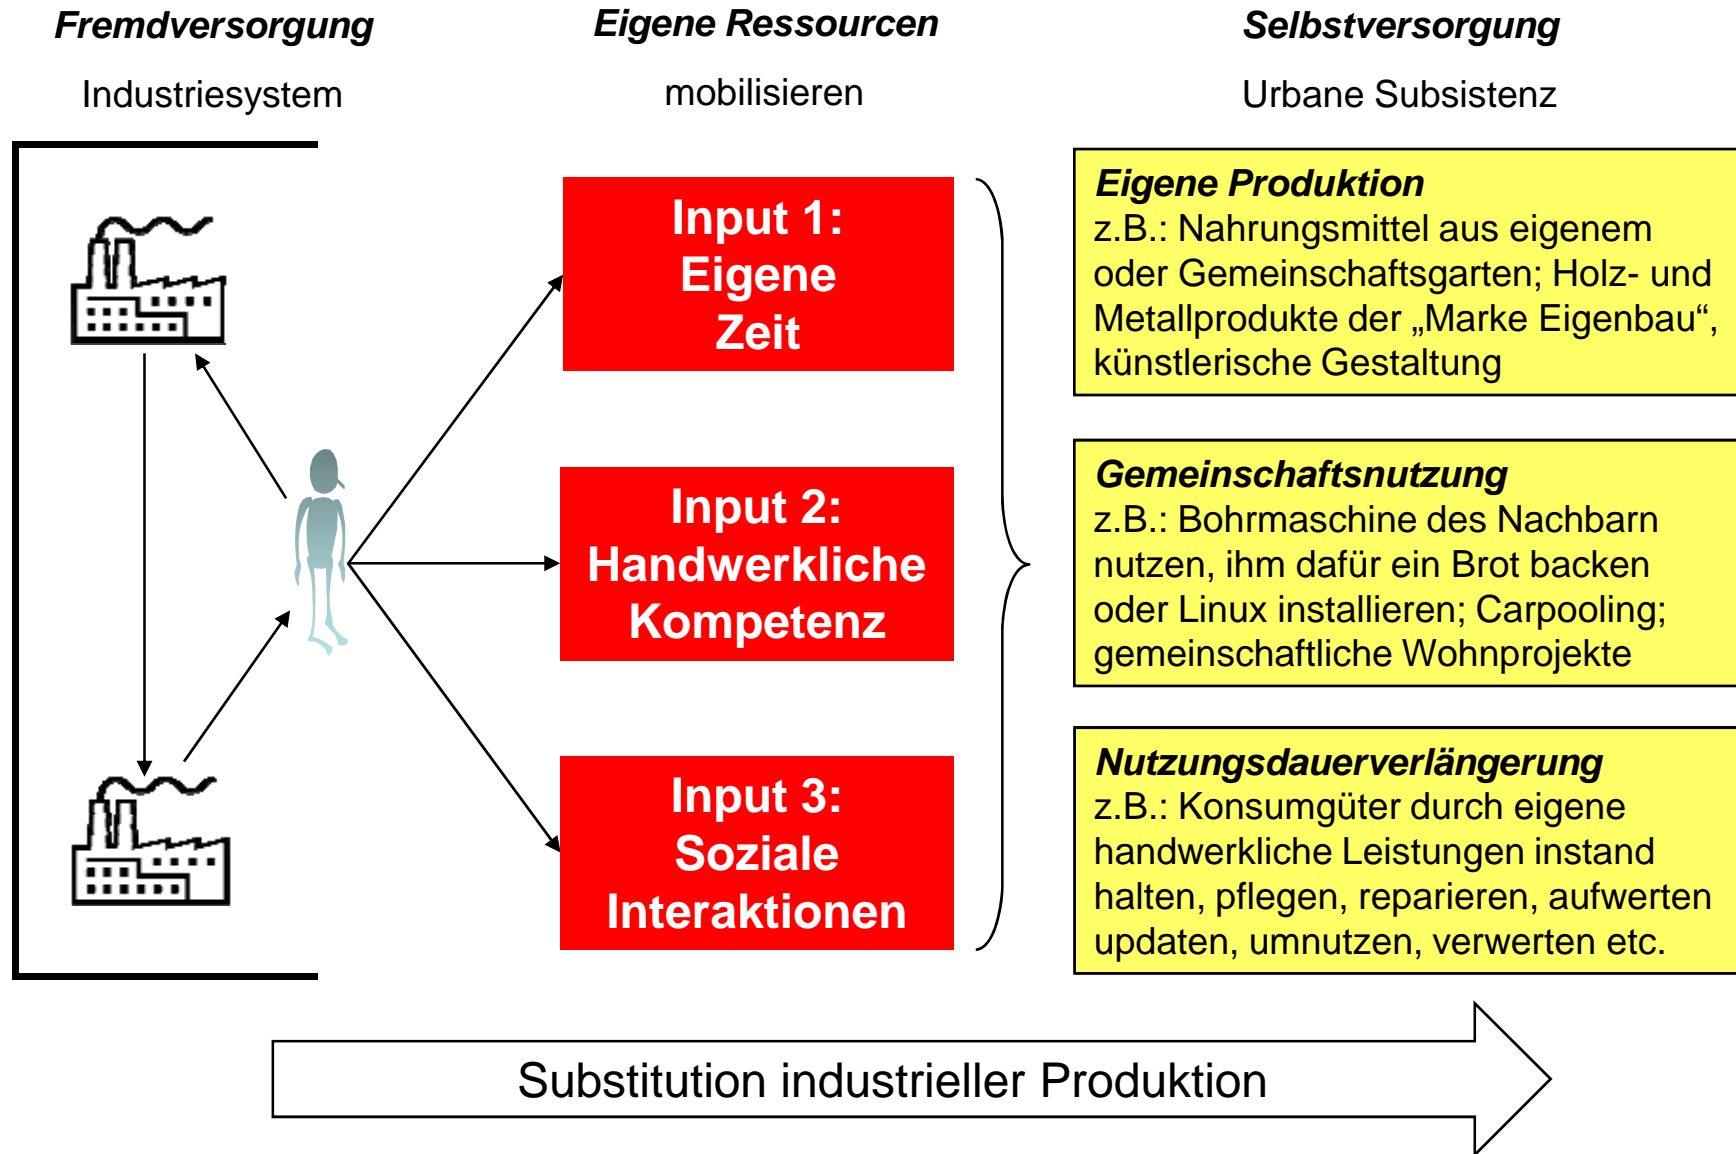 Fremdversorgung
Industriesystem
Eigene Ressourcen
mobilisieren
Selbstversorgung
Urbane Subsistenz
Input 1:
Eigene
Zeit
Input 2:
Handwerkliche
Kompetenz
Input 3:
Soziale
Interaktionen
Eigene Produktion
z.B.: Nahrungsmittel aus eigenem
oder Gemeinschaftsgarten; Holz- und
Metallprodukte der „Marke Eigenbau“,
künstlerische Gestaltung
Gemeinschaftsnutzung
z.B.: Bohrmaschine des Nachbarn
nutzen, ihm dafür ein Brot backen
oder Linux installieren; Carpooling;
gemeinschaftliche Wohnprojekte
Nutzungsdauerverlängerung
z.B.: Konsumgüter durch eigene
handwerkliche Leistungen instand
halten, pflegen, reparieren, aufwerten
updaten, umnutzen, verwerten etc.
Substitution industrieller Produktion